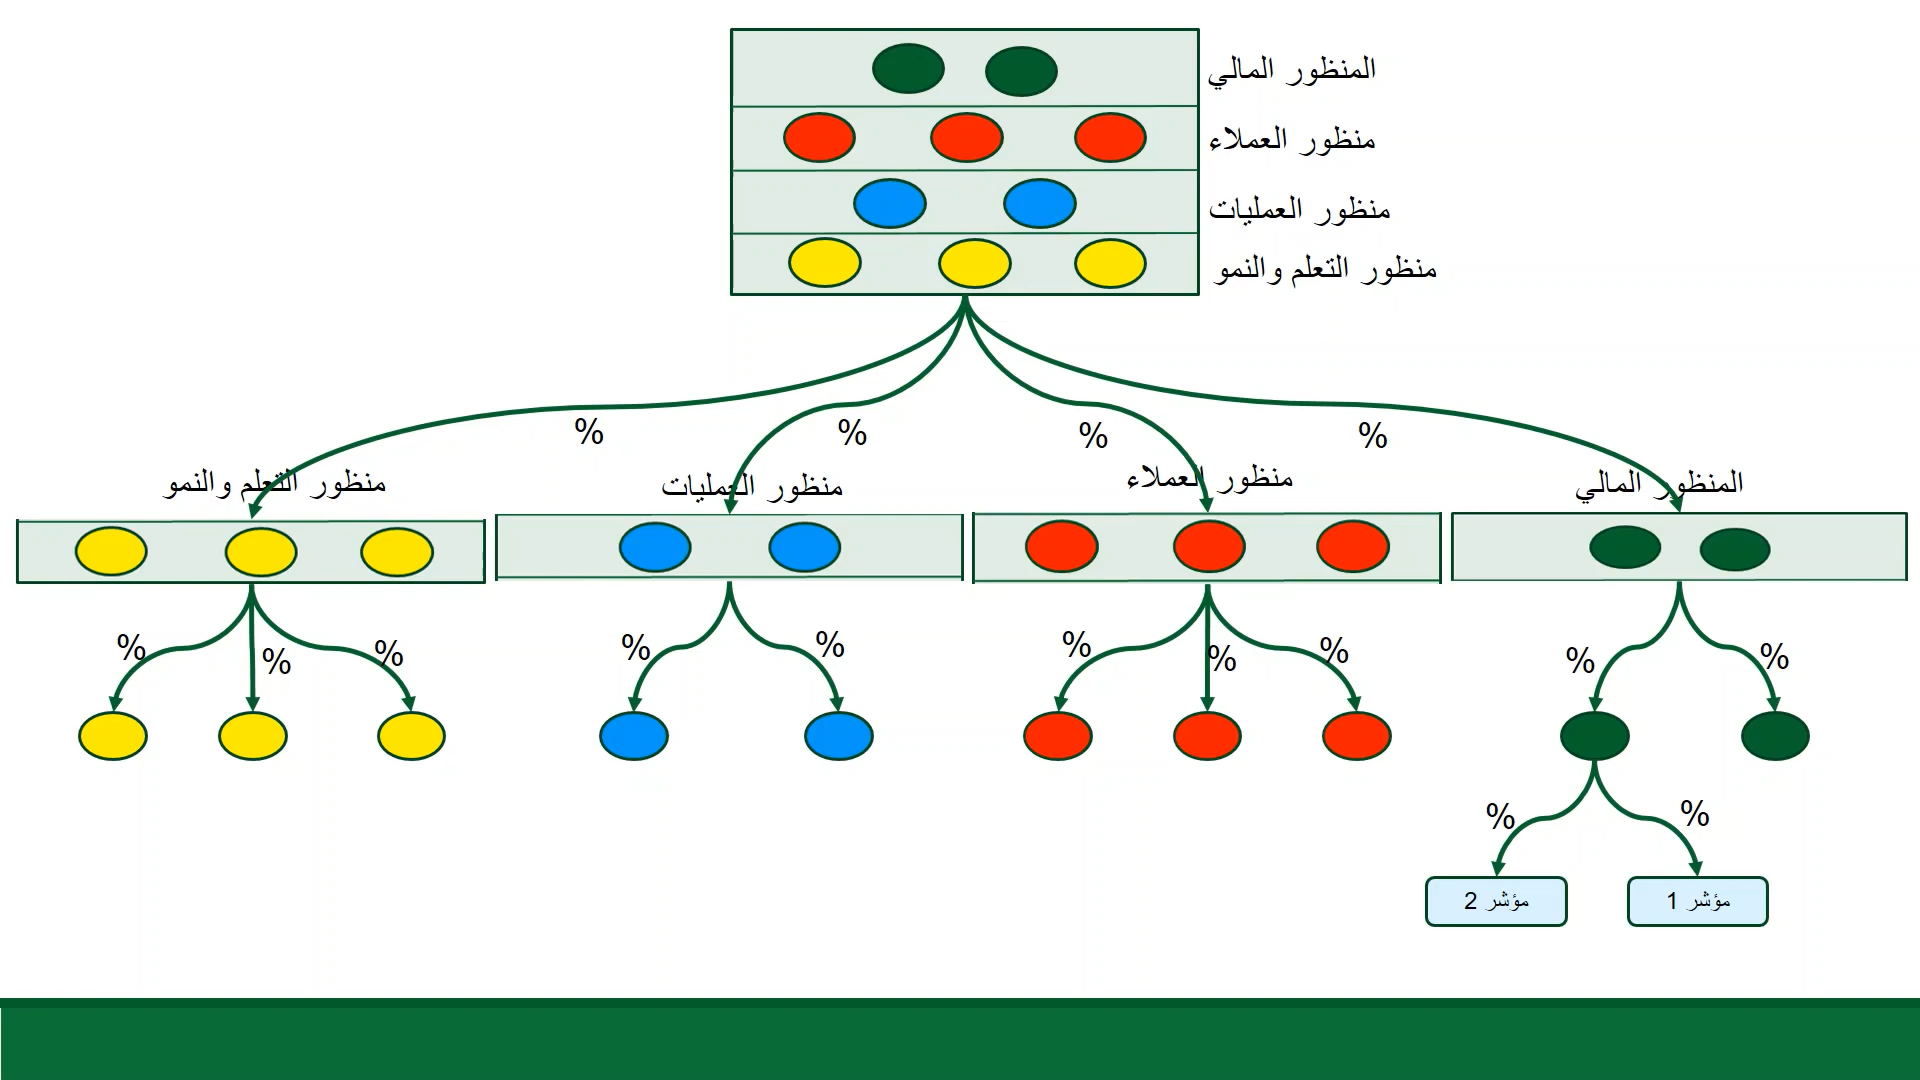 المنظور المالي
منظور العملاء
منظور العمليات
منظور التعلم والنمو
% % % %
المنظور المالي
منظور العملاء
منظور العمليات
منظور التعلم والنمو
% % % % % % % % % %
% %
مؤشر 1
مؤشر 2